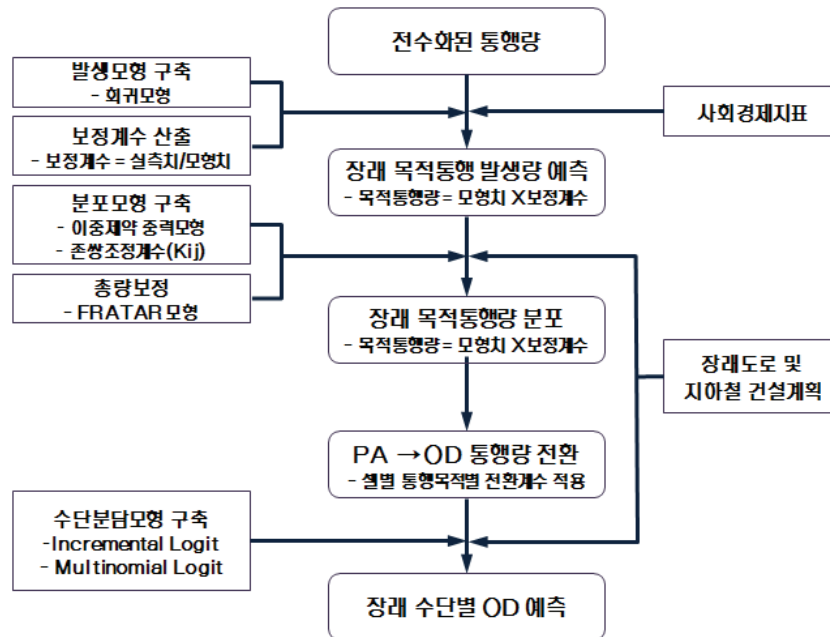 전수화된 통행량
발생모형 구축
- 회귀모형
사회경제지표
보정계수 산출
- 보정계수 = 실측치/모형치
장래 목적통행 발생량 예측
- 목적통행량 = 모형치 X보정계수
분포모형 구축
- 이중제약 중력모형
- 존쌍조정계수(Kij)
총량보정
- FRATAR 모형
장래 목적통행량 분포
- 목적통행량 = 모형치 X보정계수
장래도로 및
지하철 건설계획
PA →OD 통행량 전환
- 셀별 통행목적별 전환계수 적용
수단분담모형 구축
-Incremental Logit
- Multinomial Logit
장래 수단별 OD 예측